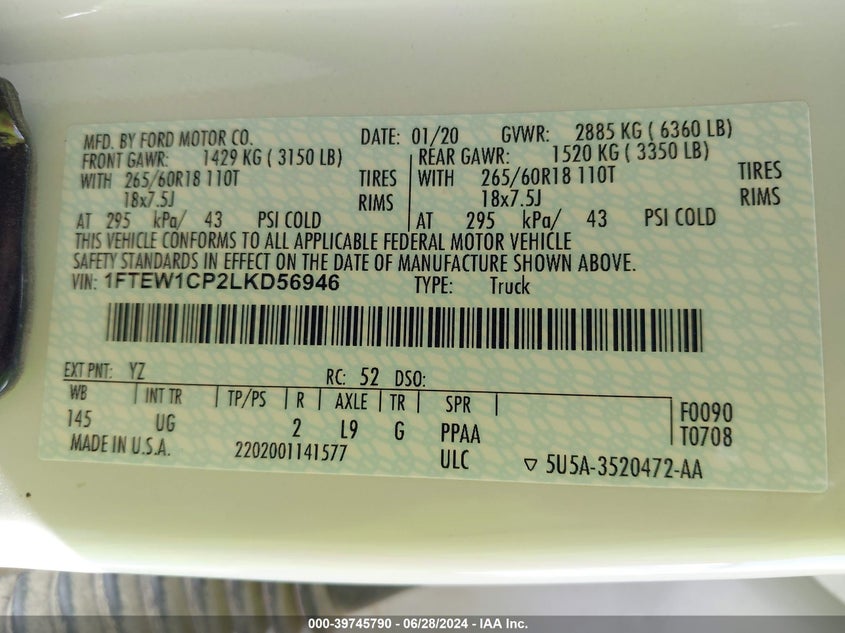 MFD. BY FORD MOTOR CO. DATE: 01/20 GVWR: 2885 KG ( 6360 LB)
FRONT GAWR: 1429 KG ( 3150 LB) REAR GAWR: 1520 KG ( 3350 LB)
WITH 265/60R18 110T TIRES WITH 265/60R18 110T TIRES
18x7.5J RIMS 18x7.5J RIMS
AT 295 kPa/ 43 PSI COLD AT 295 kPa/ 43 PSI COLD
THIS VEHICLE CONFORMS TO ALL APPLICABLE FEDERAL MOTOR VEHICLE
SAFETY STANDARDS IN EFFECT ON THE DATE OF MANUFACTURE SHOWN ABOVE.
VIN: 1FTEW1CP2LKD56946 TYPE: Truck
EXT PNT: YZ RC: 52 DSO:
WB INT TR TP/PS R AXLE TR SPR F0090
145 UG 2 L9 G PPAA T0708
MADE IN U.S.A. 2202001141577 ULC ▽ 5U5A-3520472-AA
000-39745790 - 06/28/2024 - IAA Inc.